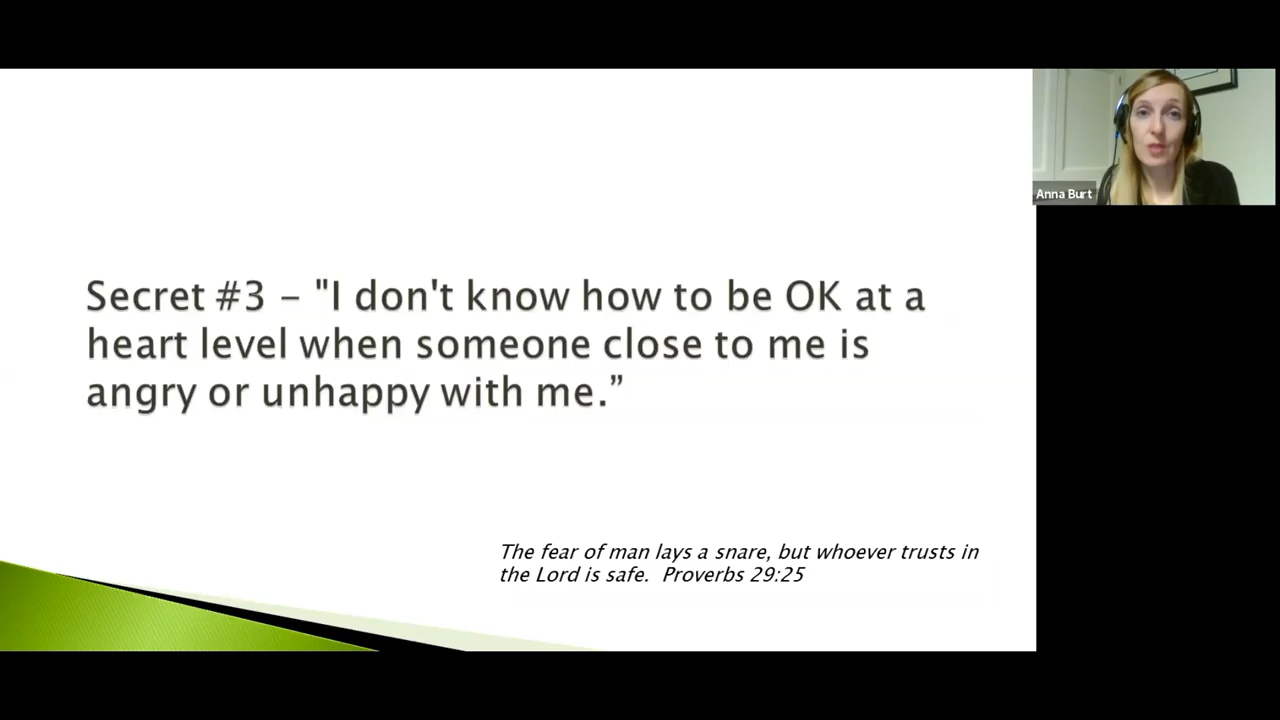 Secret #3 – "I don't know how to be OK at a
heart level when someone close to me is
angry or unhappy with me.”
The fear of man lays a snare, but whoever trusts in
the Lord is safe.  Proverbs 29:25
Anna Burt